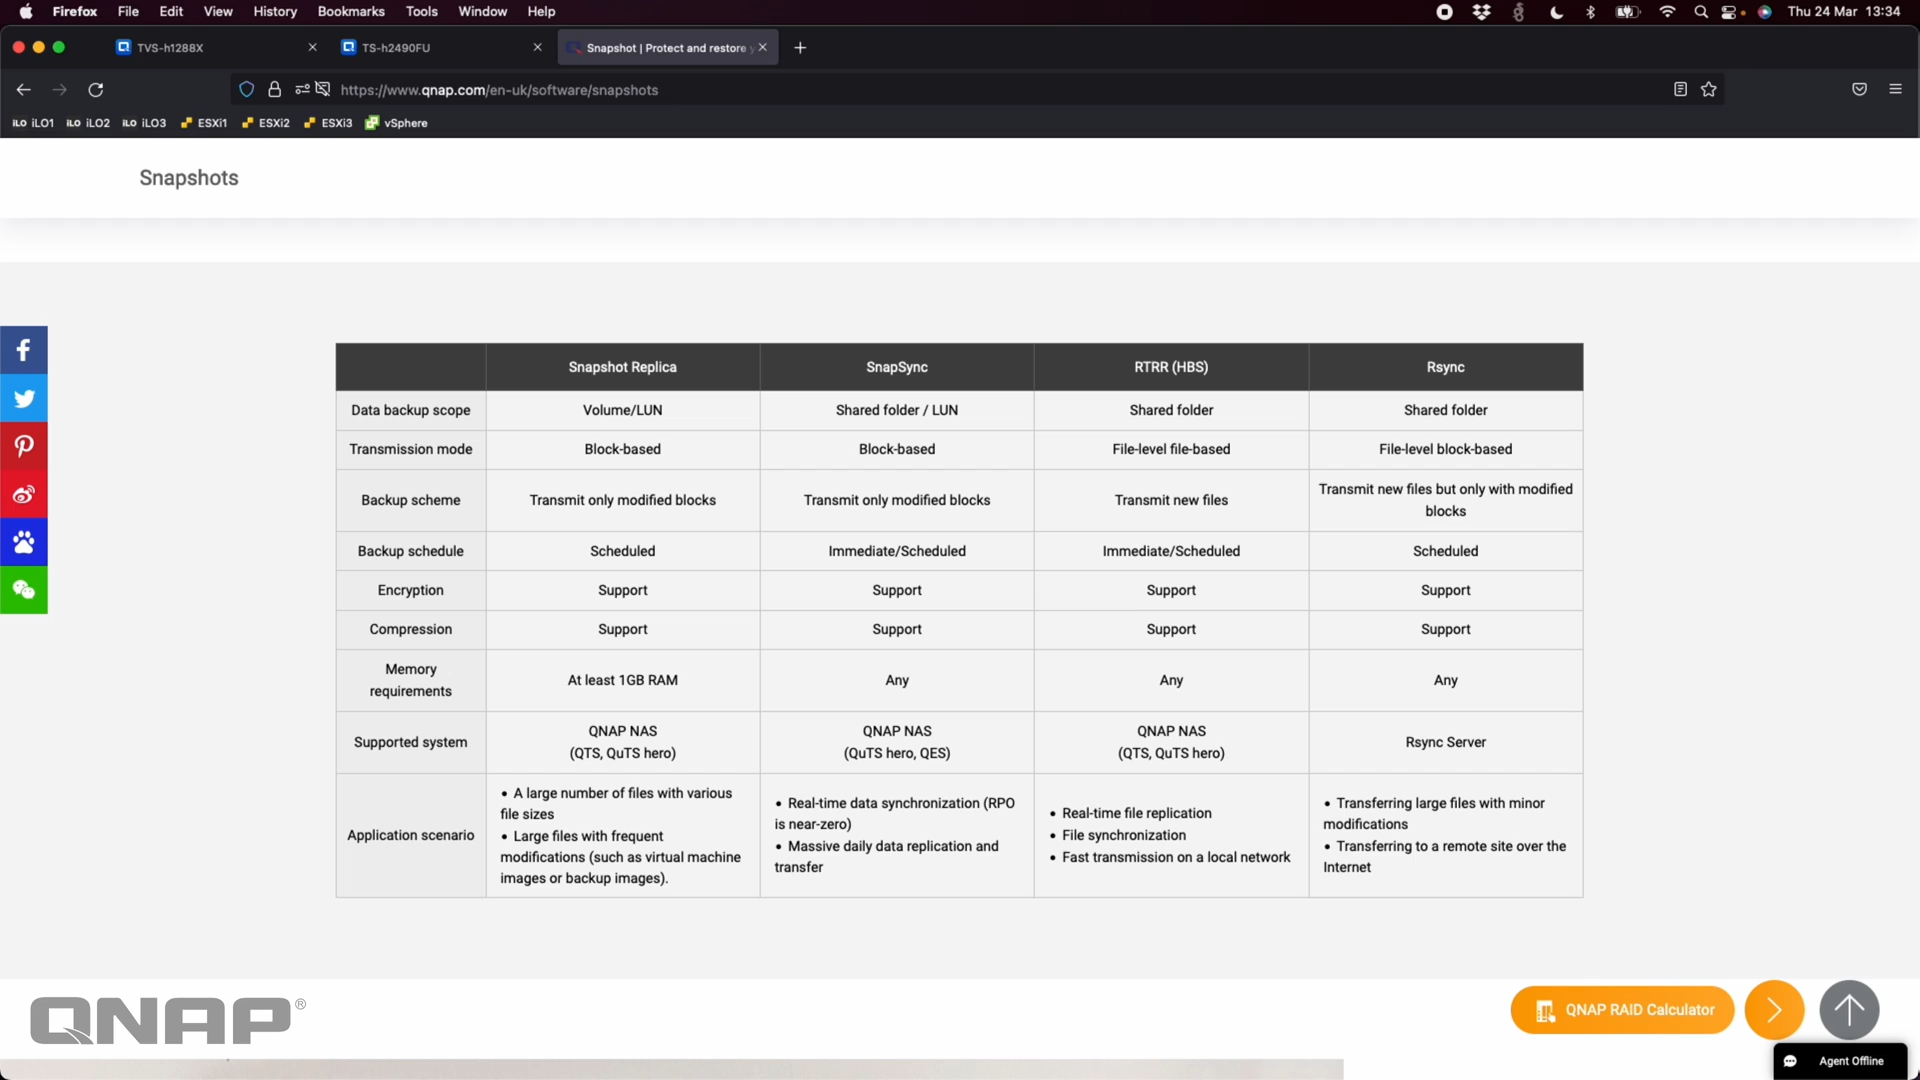 Firefox File Edit View History Bookmarks Tools Window Help Thu 24 Mar 13:34
TVS-h1288X TS-h2490FU Snapshot | Protect and restore y
https://www.qnap.com/en-uk/software/snapshots
iLO iLO1 iLO iLO2 iLO iLO3 ESXi1 ESXi2 ESXi3 vSphere
Snapshots
Snapshot Replica SnapSync RTRR (HBS) Rsync
Data backup scope Volume/LUN Shared folder / LUN Shared folder Shared folder
Transmission mode Block-based Block-based File-level file-based File-level block-based
Backup scheme Transmit only modified blocks Transmit only modified blocks Transmit new files Transmit new files but only with modified
blocks
Backup schedule Scheduled Immediate/Scheduled Immediate/Scheduled Scheduled
Encryption Support Support Support Support
Compression Support Support Support Support
Memory
requirements At least 1GB RAM Any Any Any
Supported system QNAP NAS
(QTS, QuTS hero) QNAP NAS
(QuTS hero, QES) QNAP NAS
(QTS, QuTS hero) Rsync Server
Application scenario
• A large number of files with various
file sizes
• Large files with frequent
modifications (such as virtual machine
images or backup images).
• Real-time data synchronization (RPO
is near-zero)
• Massive daily data replication and
transfer
• Real-time file replication
• File synchronization
• Fast transmission on a local network
• Transferring large files with minor
modifications
• Transferring to a remote site over the
Internet
QNAP®
QNAP RAID Calculator
Agent Offline